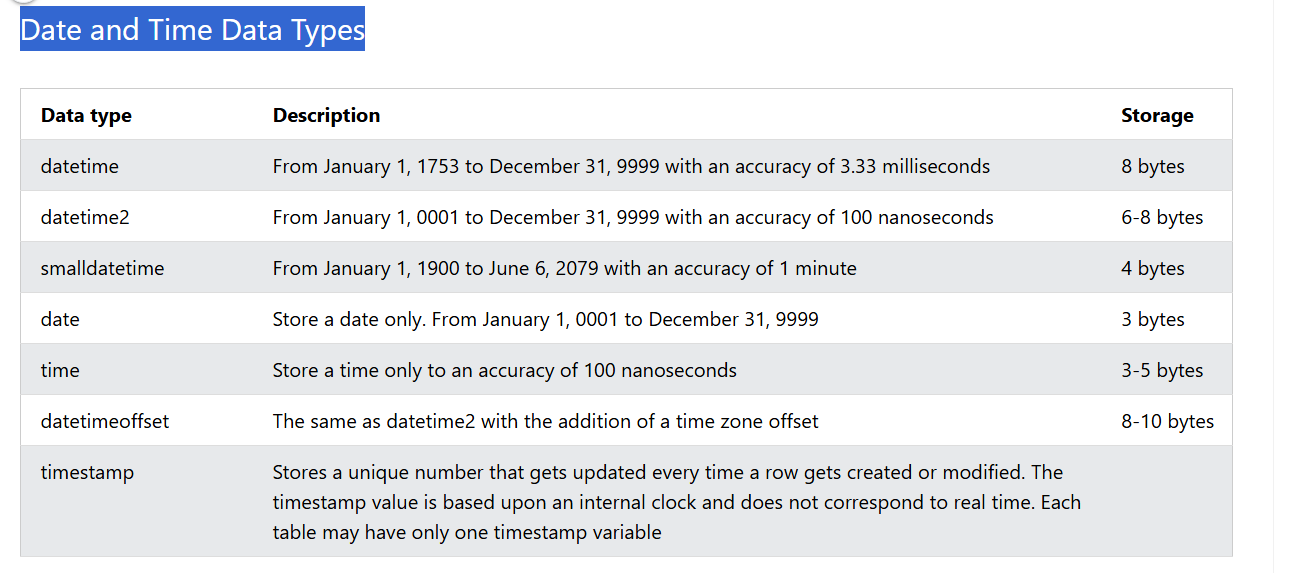 Date and Time Data Types
Data type Description Storage
datetime From January 1, 1753 to December 31, 9999 with an accuracy of 3.33 milliseconds 8 bytes
datetime2 From January 1, 0001 to December 31, 9999 with an accuracy of 100 nanoseconds 6-8 bytes
smalldatetime From January 1, 1900 to June 6, 2079 with an accuracy of 1 minute 4 bytes
date Store a date only. From January 1, 0001 to December 31, 9999 3 bytes
time Store a time only to an accuracy of 100 nanoseconds 3-5 bytes
datetimeoffset The same as datetime2 with the addition of a time zone offset 8-10 bytes
timestamp Stores a unique number that gets updated every time a row gets created or modified. The
timestamp value is based upon an internal clock and does not correspond to real time. Each
table may have only one timestamp variable